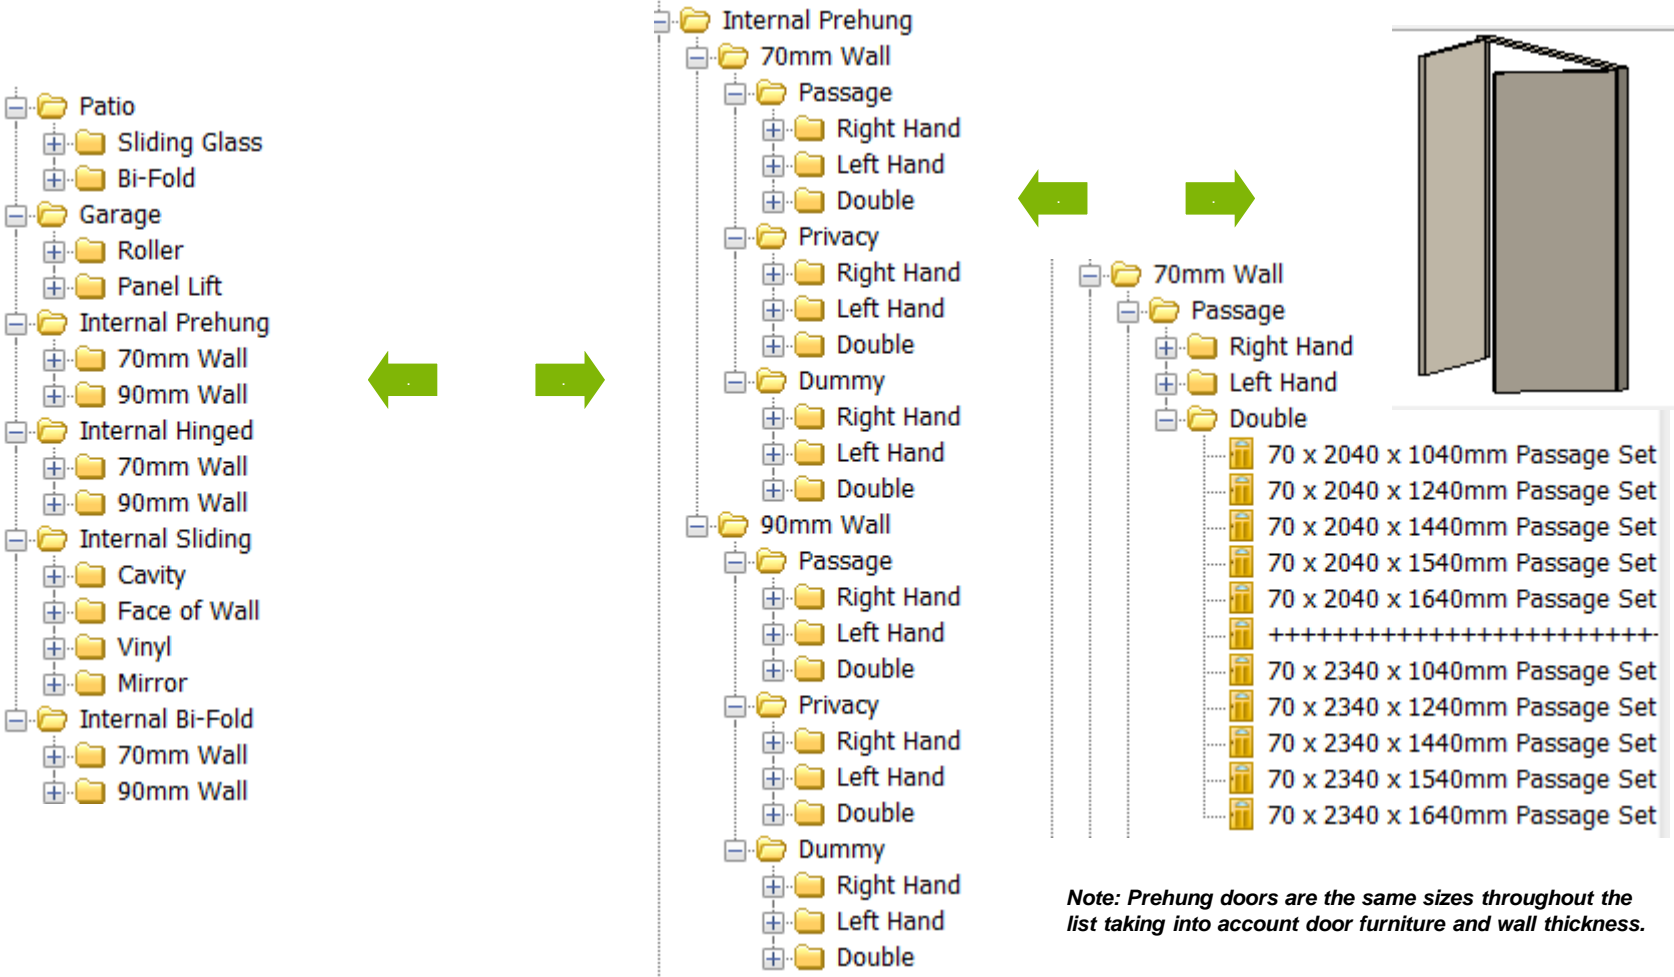 Patio
Sliding Glass
Bi-Fold
Garage
Roller
Panel Lift
Internal Prehung
70mm Wall
90mm Wall
Internal Hinged
70mm Wall
90mm Wall
Internal Sliding
Cavity
Face of Wall
Vinyl
Mirror
Internal Bi-Fold
70mm Wall
90mm Wall
Internal Prehung
70mm Wall
Passage
Right Hand
Left Hand
Double
Privacy
Right Hand
Left Hand
Double
Dummy
Right Hand
Left Hand
Double
90mm Wall
Passage
Right Hand
Left Hand
Double
Privacy
Right Hand
Left Hand
Double
Dummy
Right Hand
Left Hand
Double
70mm Wall
Passage
Right Hand
Left Hand
Double
70 x 2040 x 1040mm Passage Set
70 x 2040 x 1240mm Passage Set
70 x 2040 x 1440mm Passage Set
70 x 2040 x 1540mm Passage Set
70 x 2040 x 1640mm Passage Set
++++++++++++++++++++++++
70 x 2340 x 1040mm Passage Set
70 x 2340 x 1240mm Passage Set
70 x 2340 x 1440mm Passage Set
70 x 2340 x 1540mm Passage Set
70 x 2340 x 1640mm Passage Set
Note: Prehung doors are the same sizes throughout the
list taking into account door furniture and wall thickness.